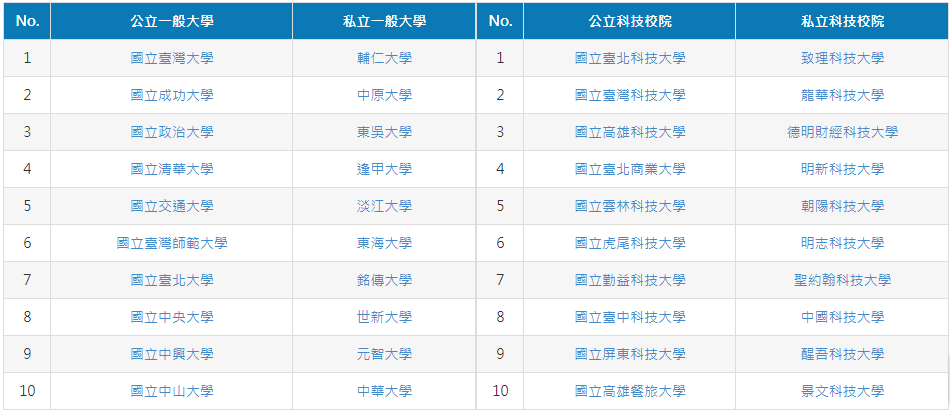 No. 公立一般大學 私立一般大學 No. 公立科技校院 私立科技校院
1 國立臺灣大學 輔仁大學 1 國立臺北科技大學 致理科技大學
2 國立成功大學 中原大學 2 國立臺灣科技大學 龍華科技大學
3 國立政治大學 東吳大學 3 國立高雄科技大學 德明財經科技大學
4 國立清華大學 逢甲大學 4 國立臺北商業大學 明新科技大學
5 國立交通大學 淡江大學 5 國立雲林科技大學 朝陽科技大學
6 國立臺灣師範大學 東海大學 6 國立虎尾科技大學 明志科技大學
7 國立臺北大學 銘傳大學 7 國立勤益科技大學 聖約翰科技大學
8 國立中央大學 世新大學 8 國立臺中科技大學 中國科技大學
9 國立中興大學 元智大學 9 國立屏東科技大學 醒吾科技大學
10 國立中山大學 中華大學 10 國立高雄餐旅大學 景文科技大學